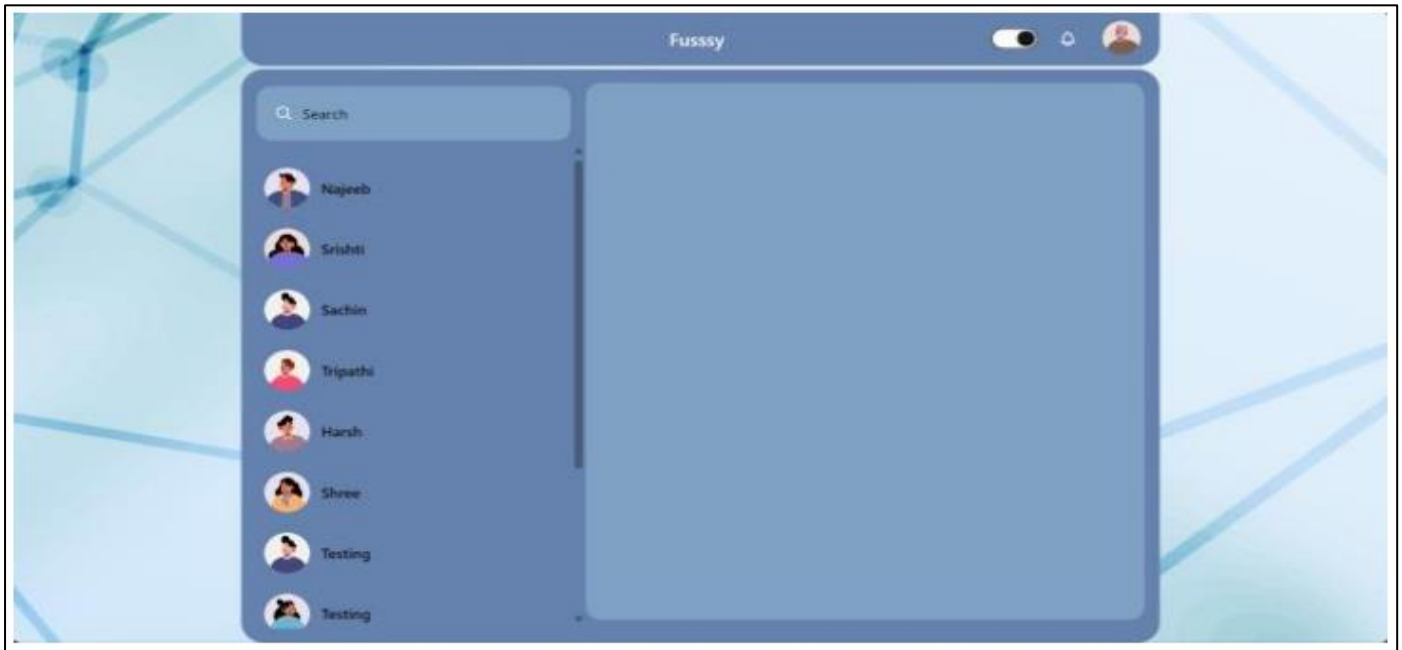 Fusssy
Search
Najeeb
Srishti
Sachin
Tripathi
Harsh
Shree
Testing
Testing